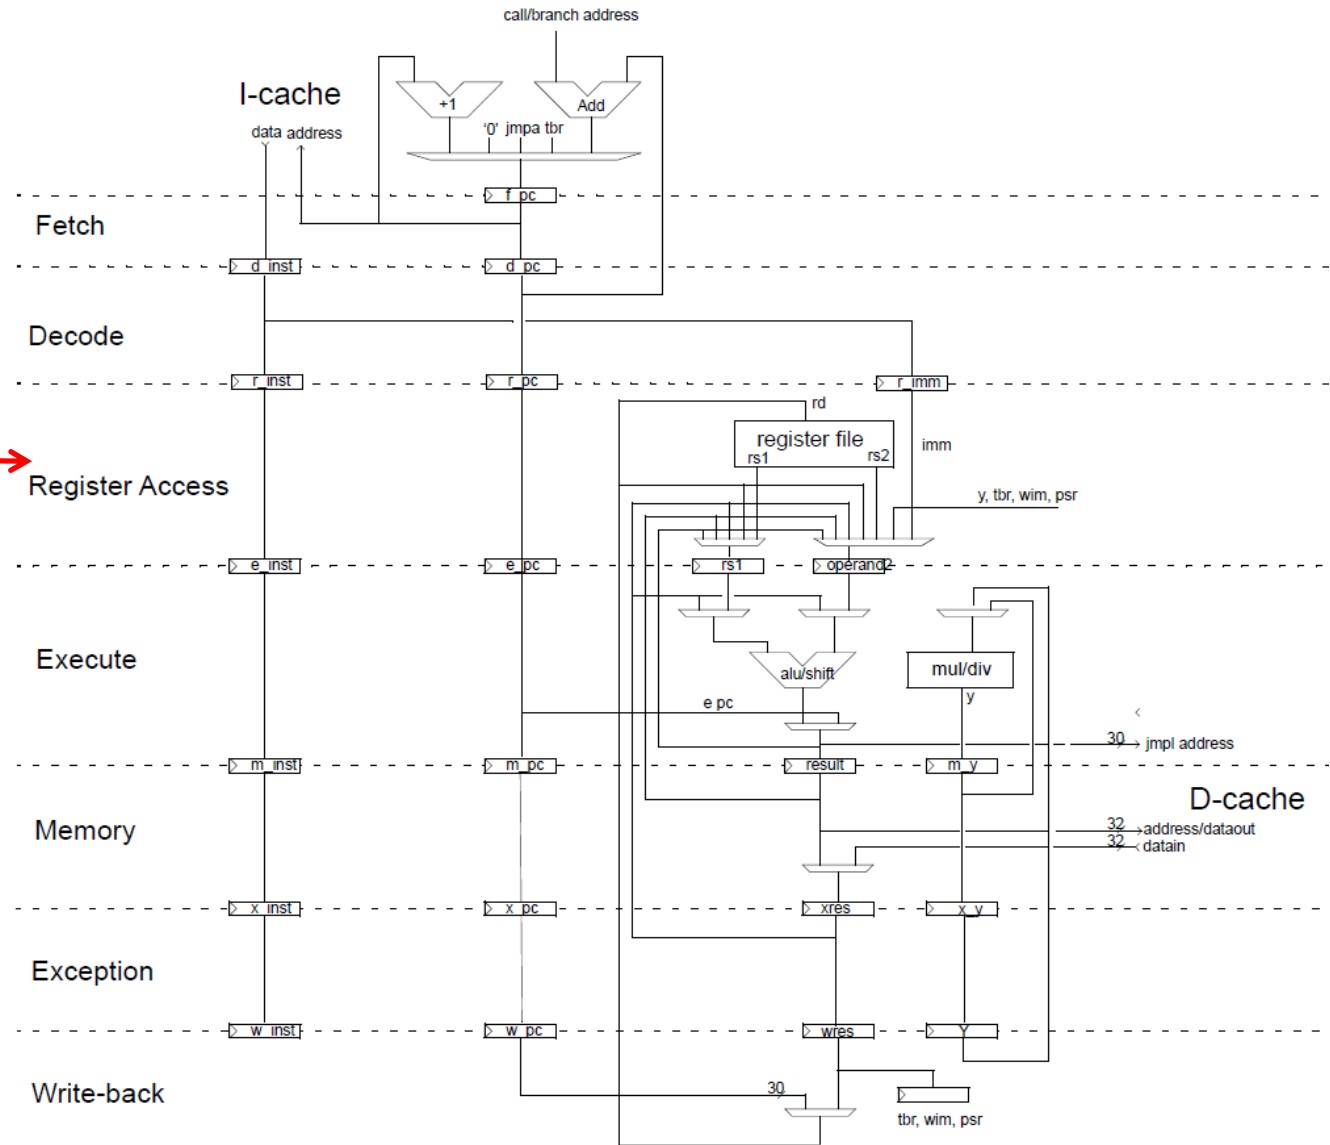 call/branch address
I-cache
+1
Add
data address
'0' jmpa tbr
f_pc
Fetch
d_inst
d_pc
Decode
r_inst
r_pc
r_imm
rd
register file
rs1
rs2
imm
Register Access
y, tbr, wim, psr
e_inst
e_pc
rs1
operand2
Execute
alu/shift
mul/div
y
e pc
30
jmpl address
m_inst
m_pc
result
m_y
D-cache
Memory
32
address/dataout
32
datain
x_inst
x_pc
xres
x_y
Exception
w_inst
w_pc
wres
Y
Write-back
30
tbr, wim, psr